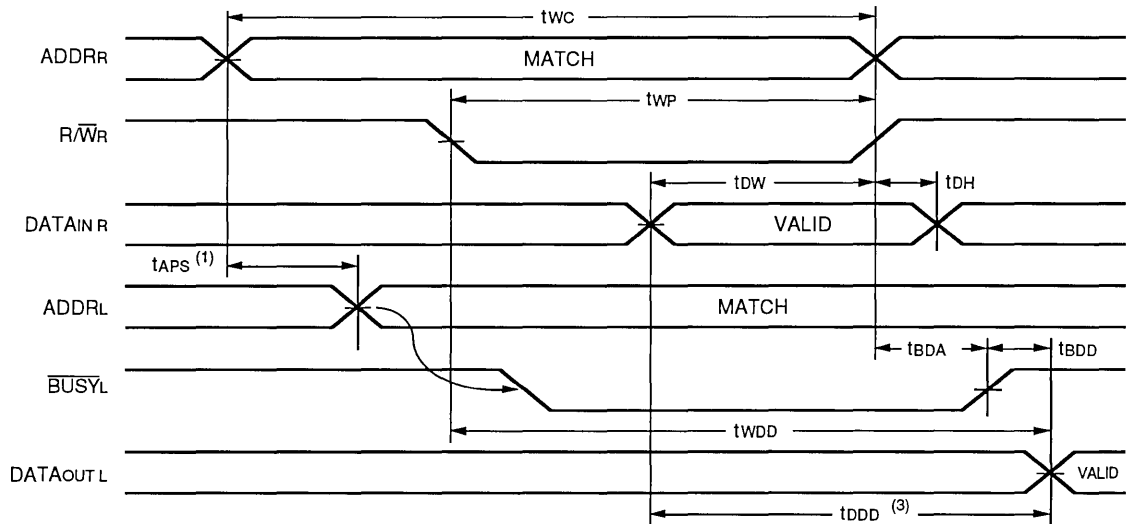 tWC
ADDRR MATCH
tWP
R/W̅R
tDW tDH
DATAIN R VALID
tAPS (1)
ADDRL MATCH
tBDA tBDD
B̅U̅S̅Y̅L
tWDD
DATAOUT L VALID
tDDD (3)